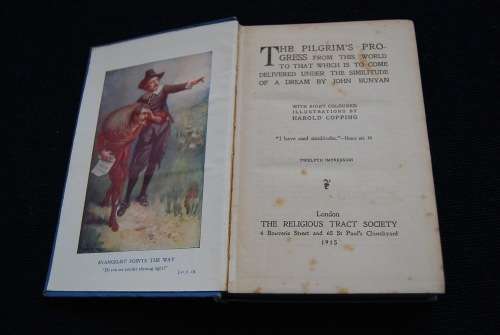 EVANGELIST POINTS THE WAY
THE PILGRIM'S PRO-
GRESS FROM THIS WORLD
TO THAT WHICH IS TO COME
DELIVERED UNDER THE SIMILITUDE
OF A DREAM BY JOHN BUNYAN
WITH EIGHT COLOURED
ILLUSTRATIONS BY
HAROLD COPPING
"I have used similitudes."—Hosea xii. 10
TWELFTH IMPRESSION
London
THE RELIGIOUS TRACT SOCIETY
4 Bouverie Street and 65 St Paul's Churchyard
1915